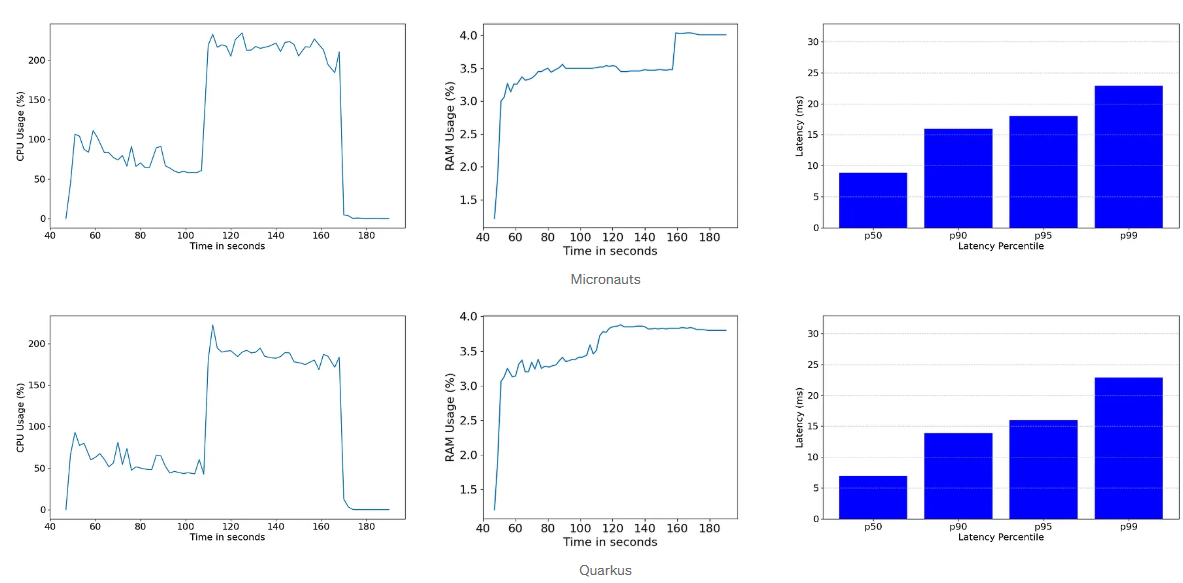 CPU Usage (%)
200
150
100
50
0
40 60 80 100 120 140 160 180
Time in seconds
RAM Usage (%)
4.0
3.5
3.0
2.5
2.0
1.5
40 60 80 100 120 140 160 180
Time in seconds
Latency (ms)
30
25
20
15
10
5
0
p50 p90 p95 p99
Latency Percentile
Micronauts
CPU Usage (%)
200
150
100
50
0
40 60 80 100 120 140 160 180
Time in seconds
RAM Usage (%)
4.0
3.5
3.0
2.5
2.0
1.5
40 60 80 100 120 140 160 180
Time in seconds
Latency (ms)
30
25
20
15
10
5
0
p50 p90 p95 p99
Latency Percentile
Quarkus